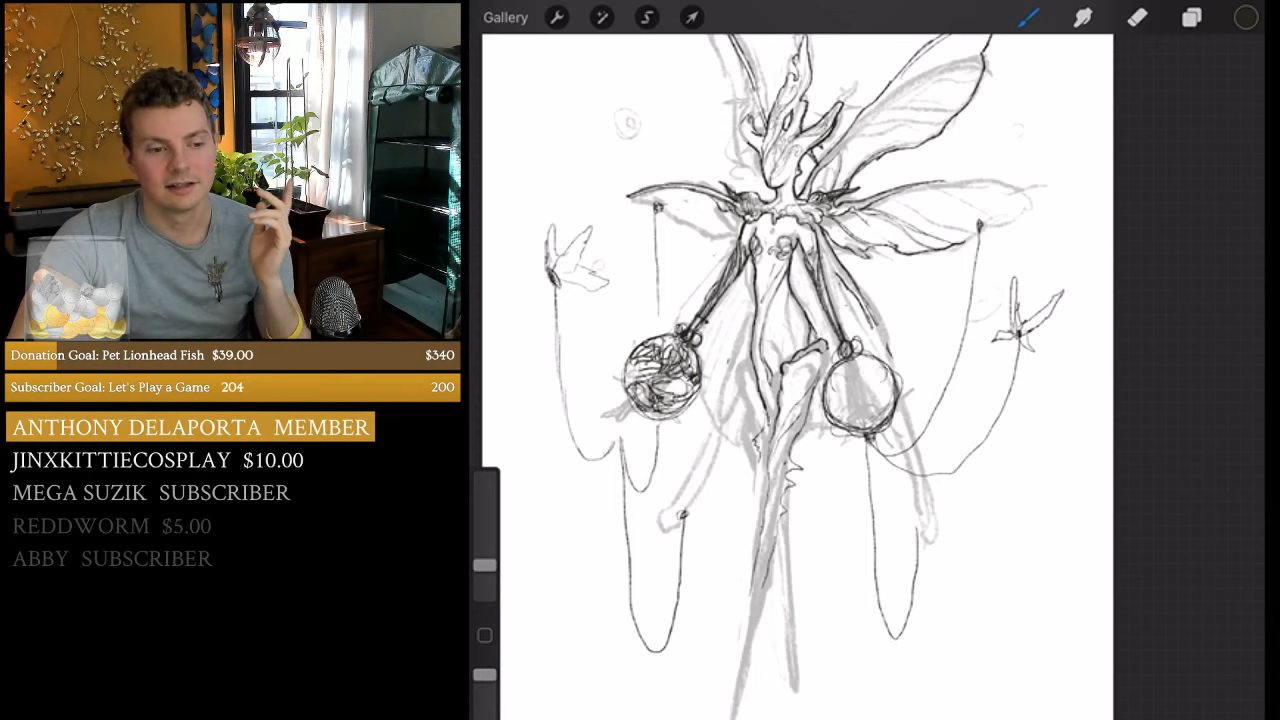 Gallery
Donation Goal: Pet Lionhead Fish $39.00 $340
Subscriber Goal: Let's Play a Game 204 200
ANTHONY DELAPORTA MEMBER
JINXKITTIECOSPLAY $10.00
MEGA SUZIK SUBSCRIBER
REDDWORM $5.00
ABBY SUBSCRIBER